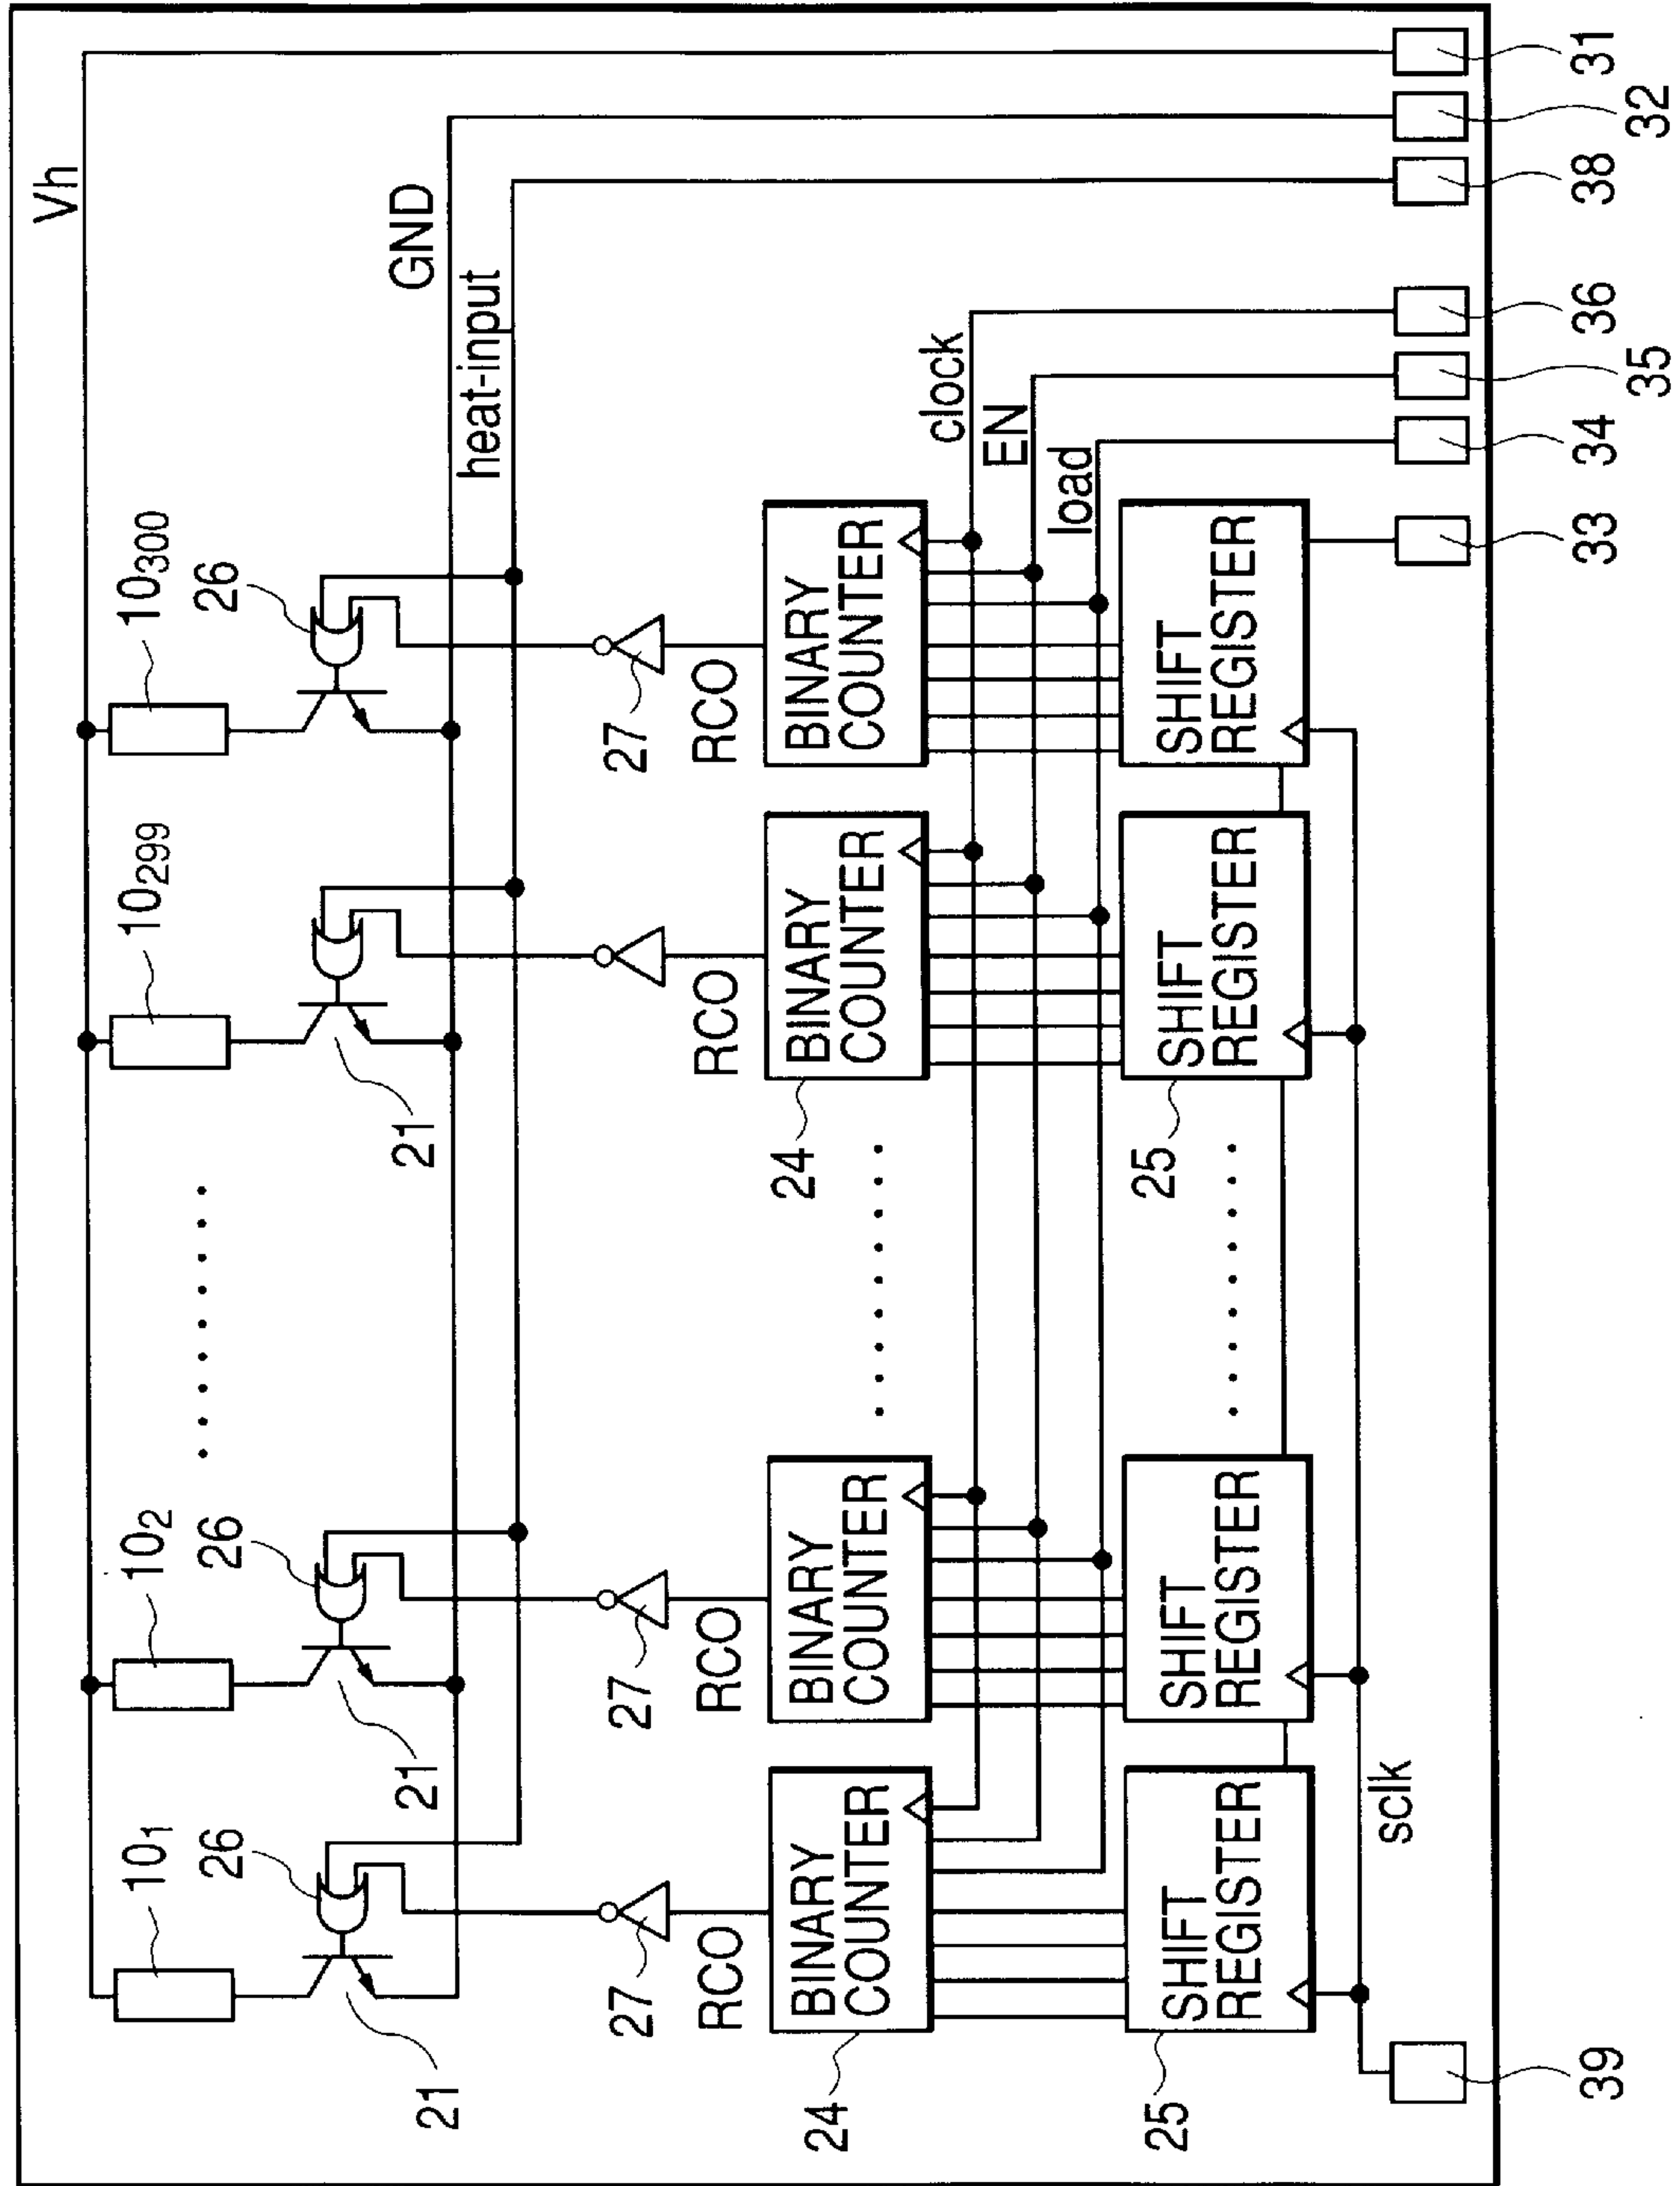 Vh
10₁
10₂
10₂₉₉
10₃₀₀
26
26
26
21
21
21
GND
heat-input
27
27
27
RCO
RCO
RCO
RCO
BINARY
COUNTER
BINARY
COUNTER
BINARY
COUNTER
BINARY
COUNTER
24
24
clock
EN
load
SHIFT
REGISTER
SHIFT
REGISTER
SHIFT
REGISTER
SHIFT
REGISTER
25
25
sclk
39
33
34
35
36
38
32
31